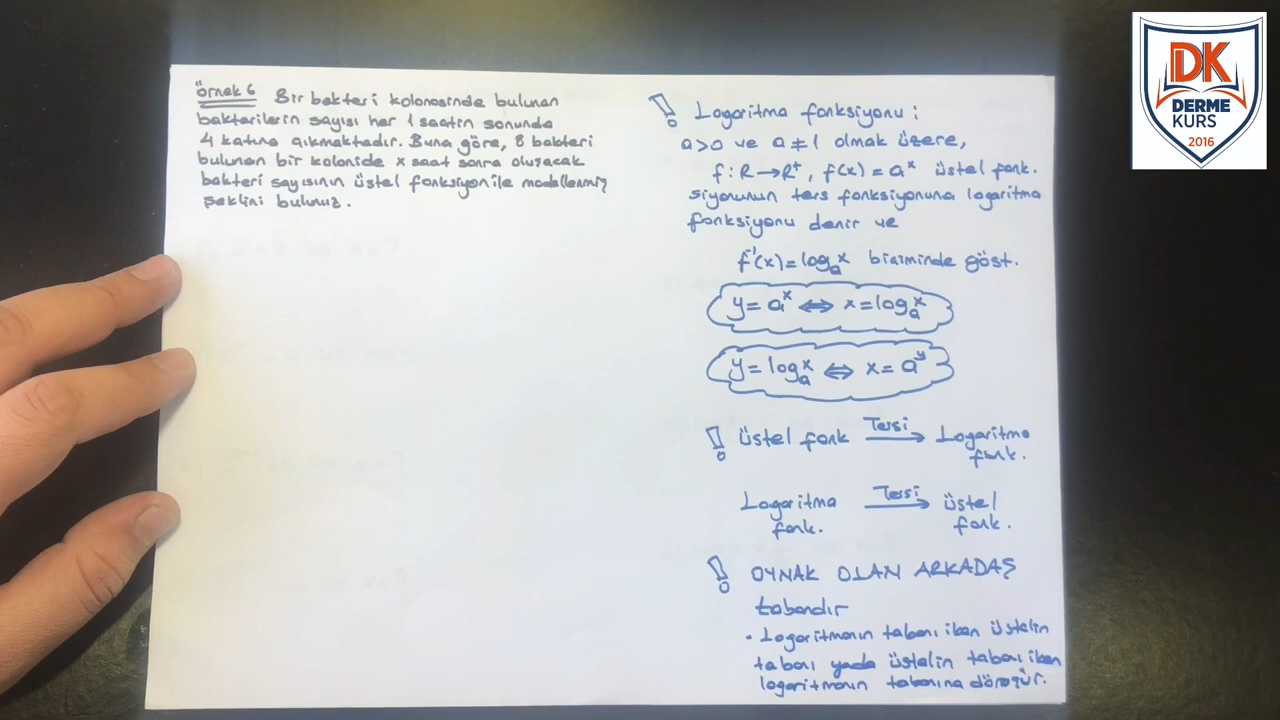 Örnek 6 Bir bakteri kolonosinde bulunan
bakterilerin sayısı her 1 saatin sonunda
4 katına çıkmaktadır. Buna göre, 8 bakteri
bulunan bir kolonide x saat sonra oluşacak
bakteri sayısının üstel fonksiyon ile modellenmiş
şeklini bulunuz.
! Logaritma fonksiyonu :
a>0 ve a≠1 olmak üzere,
f: R→R⁺, f(x) = aˣ üstel fonk.
siyonunun ters fonksiyonuna logaritma
fonksiyonu denir ve
f⁻¹(x) = logₐx biçiminde göst.
y = aˣ ⇔ x = logₐx
y = logₐx ⇔ x = aʸ
! üstel fonk Tersi → Logaritma
fonk.
Logaritma Tersi → üstel
fonk. fonk.
! OYNAK OLAN ARKADAŞ
tabandır
• Logoritmanın tabanı iken üstelin
tabanı yada üstelin tabanı iken
logaritmanın tabanına dönüşür.
DK
DERME
KURS
2016